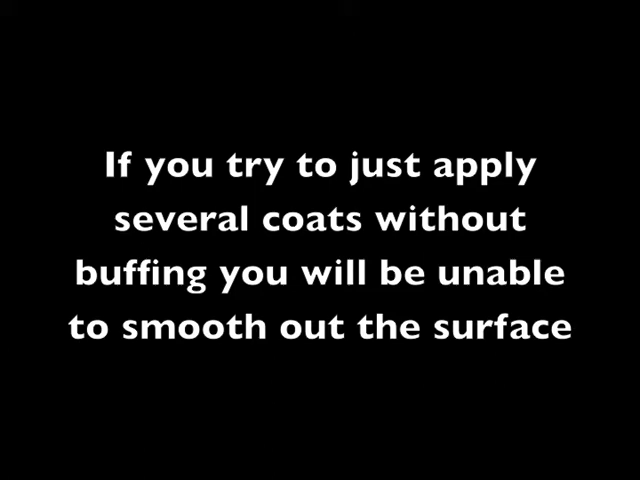 If you try to just apply
several coats without
buffing you will be unable
to smooth out the surface